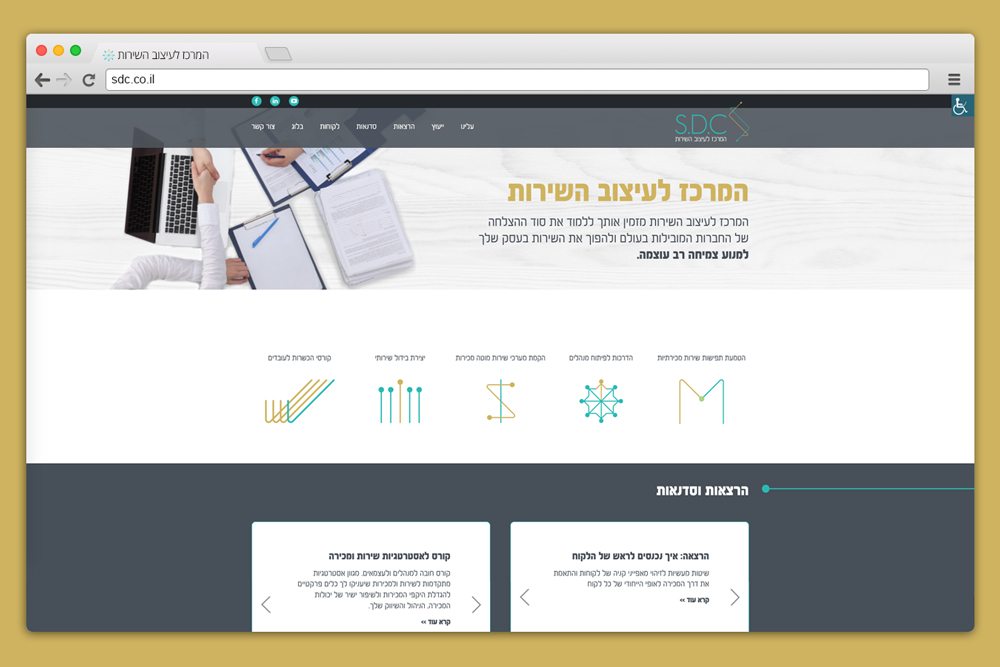 המרכז לעיצוב השירות
sdc.co.il
עלינו ייעוץ הרצאות סדנאות לקוחות בלוג צור קשר
S.D.C
המרכז לעיצוב השירות
המרכז לעיצוב השירות
המרכז לעיצוב השירות מזמין אותך ללמוד את סוד ההצלחה
של החברות המובילות בעולם ולהפוך את השירות בעסק שלך
למנוע צמיחה רב עוצמה.
הטמעת תפישות שירות מכירתיות
הדרכות לפיתוח מנהלים
הקמת מערכי שירות מוטה מכירות
יצירת בידול שירותי
קורסי הכשרות לעובדים
הרצאות וסדנאות
הרצאה: איך נכנסים לראש של הלקוח
שיטות מעשיות לזיהוי מאפייני קניה של לקוחות והתאמת
את דרך המכירה לאופי הייחודי של כל לקוח
קרא עוד >>
קורס לאסטרטגיות שירות ומכירה
קורס חובה למנהלים ולעצמאים. מגוון אסטרטגיות
מתקדמות לשירות ולמכירות שיעניקו לך כלים פרקטיים
להגדלת היקפי המכירות ולשיפור ישיר של יכולות
המכירה, הניהול והשיווק שלך.
קרא עוד >>